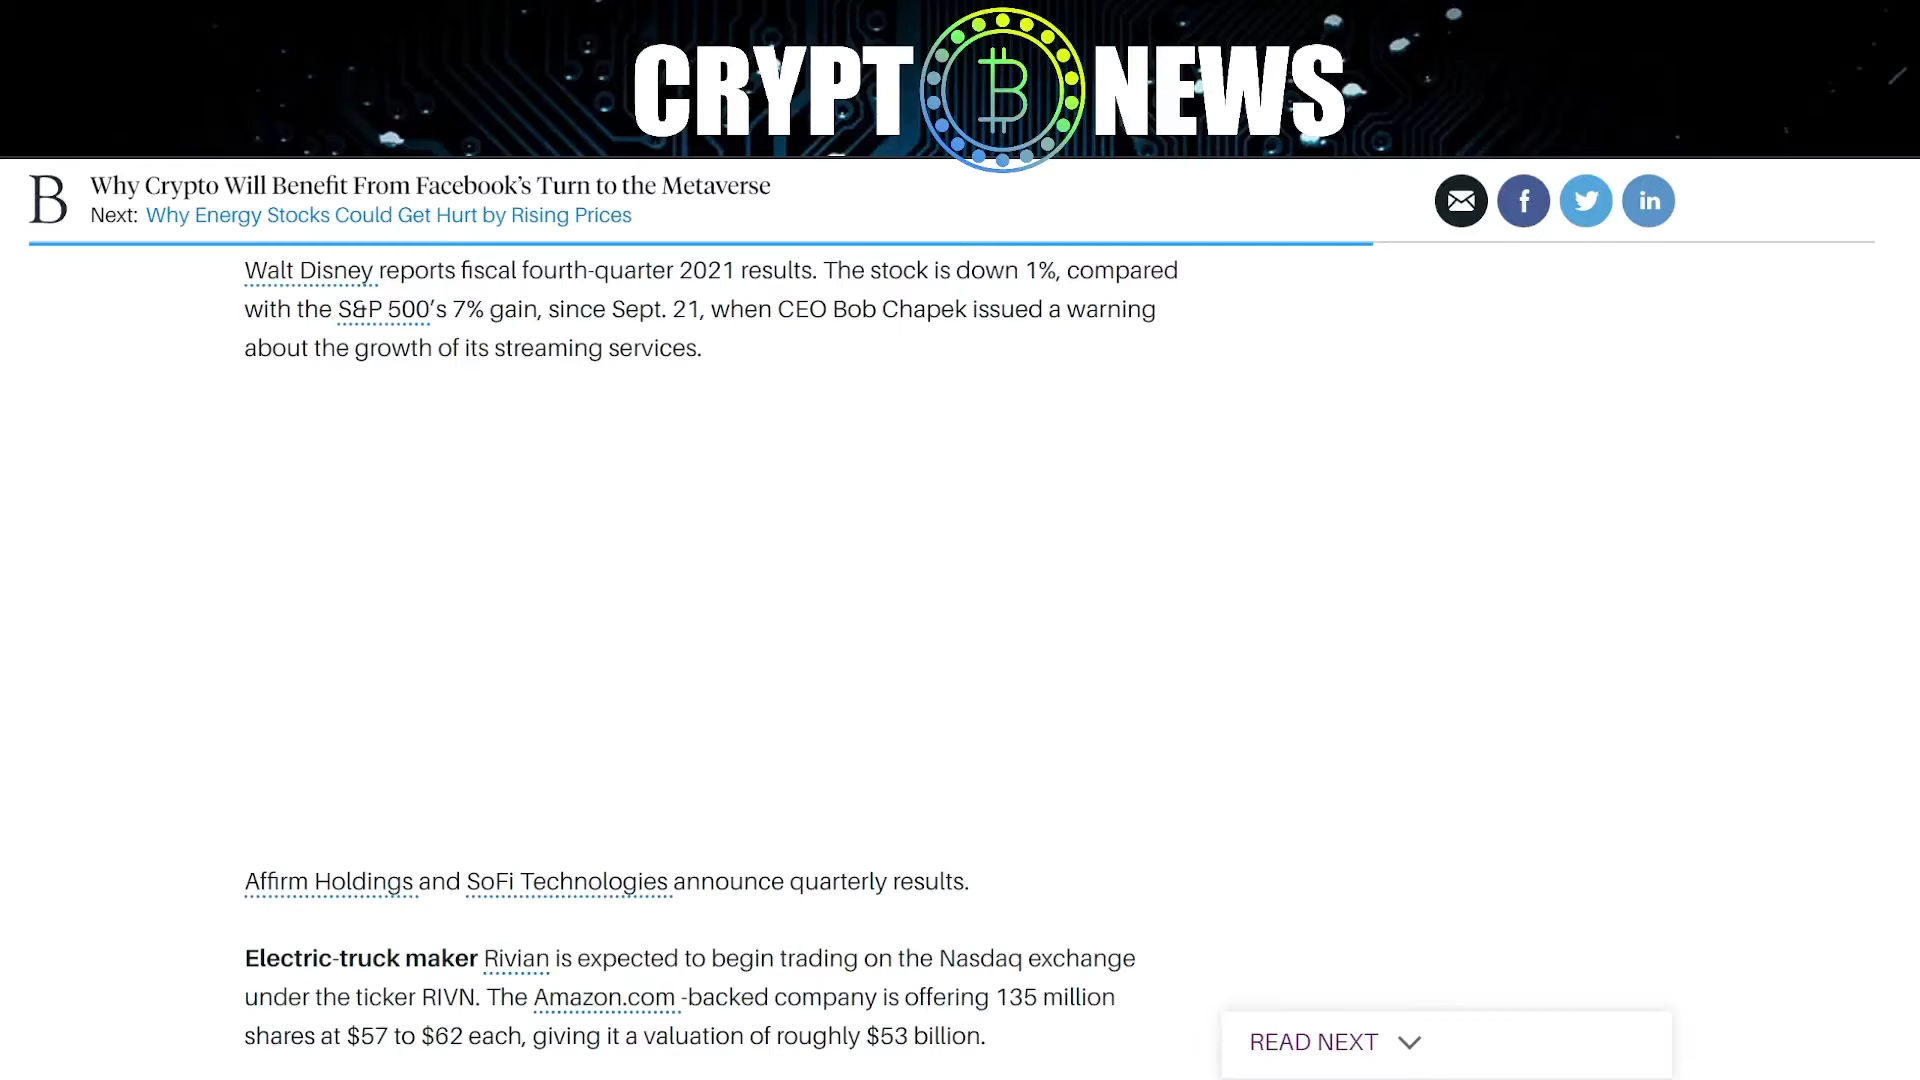 CRYPT NEWS
B
Why Crypto Will Benefit From Facebook's Turn to the Metaverse
Next: Why Energy Stocks Could Get Hurt by Rising Prices
f
in
Walt Disney reports fiscal fourth-quarter 2021 results. The stock is down 1%, compared
with the S&P 500's 7% gain, since Sept. 21, when CEO Bob Chapek issued a warning
about the growth of its streaming services.
Affirm Holdings and SoFi Technologies announce quarterly results.
Electric-truck maker Rivian is expected to begin trading on the Nasdaq exchange
under the ticker RIVN. The Amazon.com -backed company is offering 135 million
shares at $57 to $62 each, giving it a valuation of roughly $53 billion.
READ NEXT